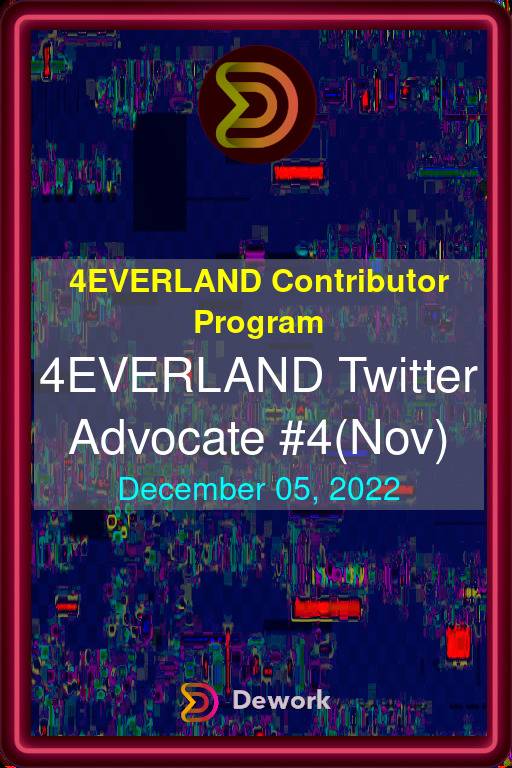 4EVERLAND Contributor
Program
4EVERLAND Twitter
Advocate #4(Nov)
December 05, 2022
Dework